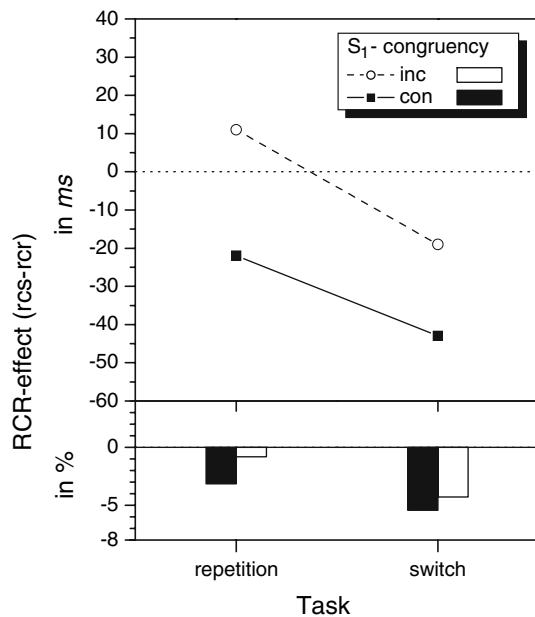 S1- congruency
inc
con
40
30
20
10
0
-10
-20
-30
-40
-50
-60
RCR-effect (rcs-rcr)
in ms
0
-5
-8
in %
repetition switch
Task